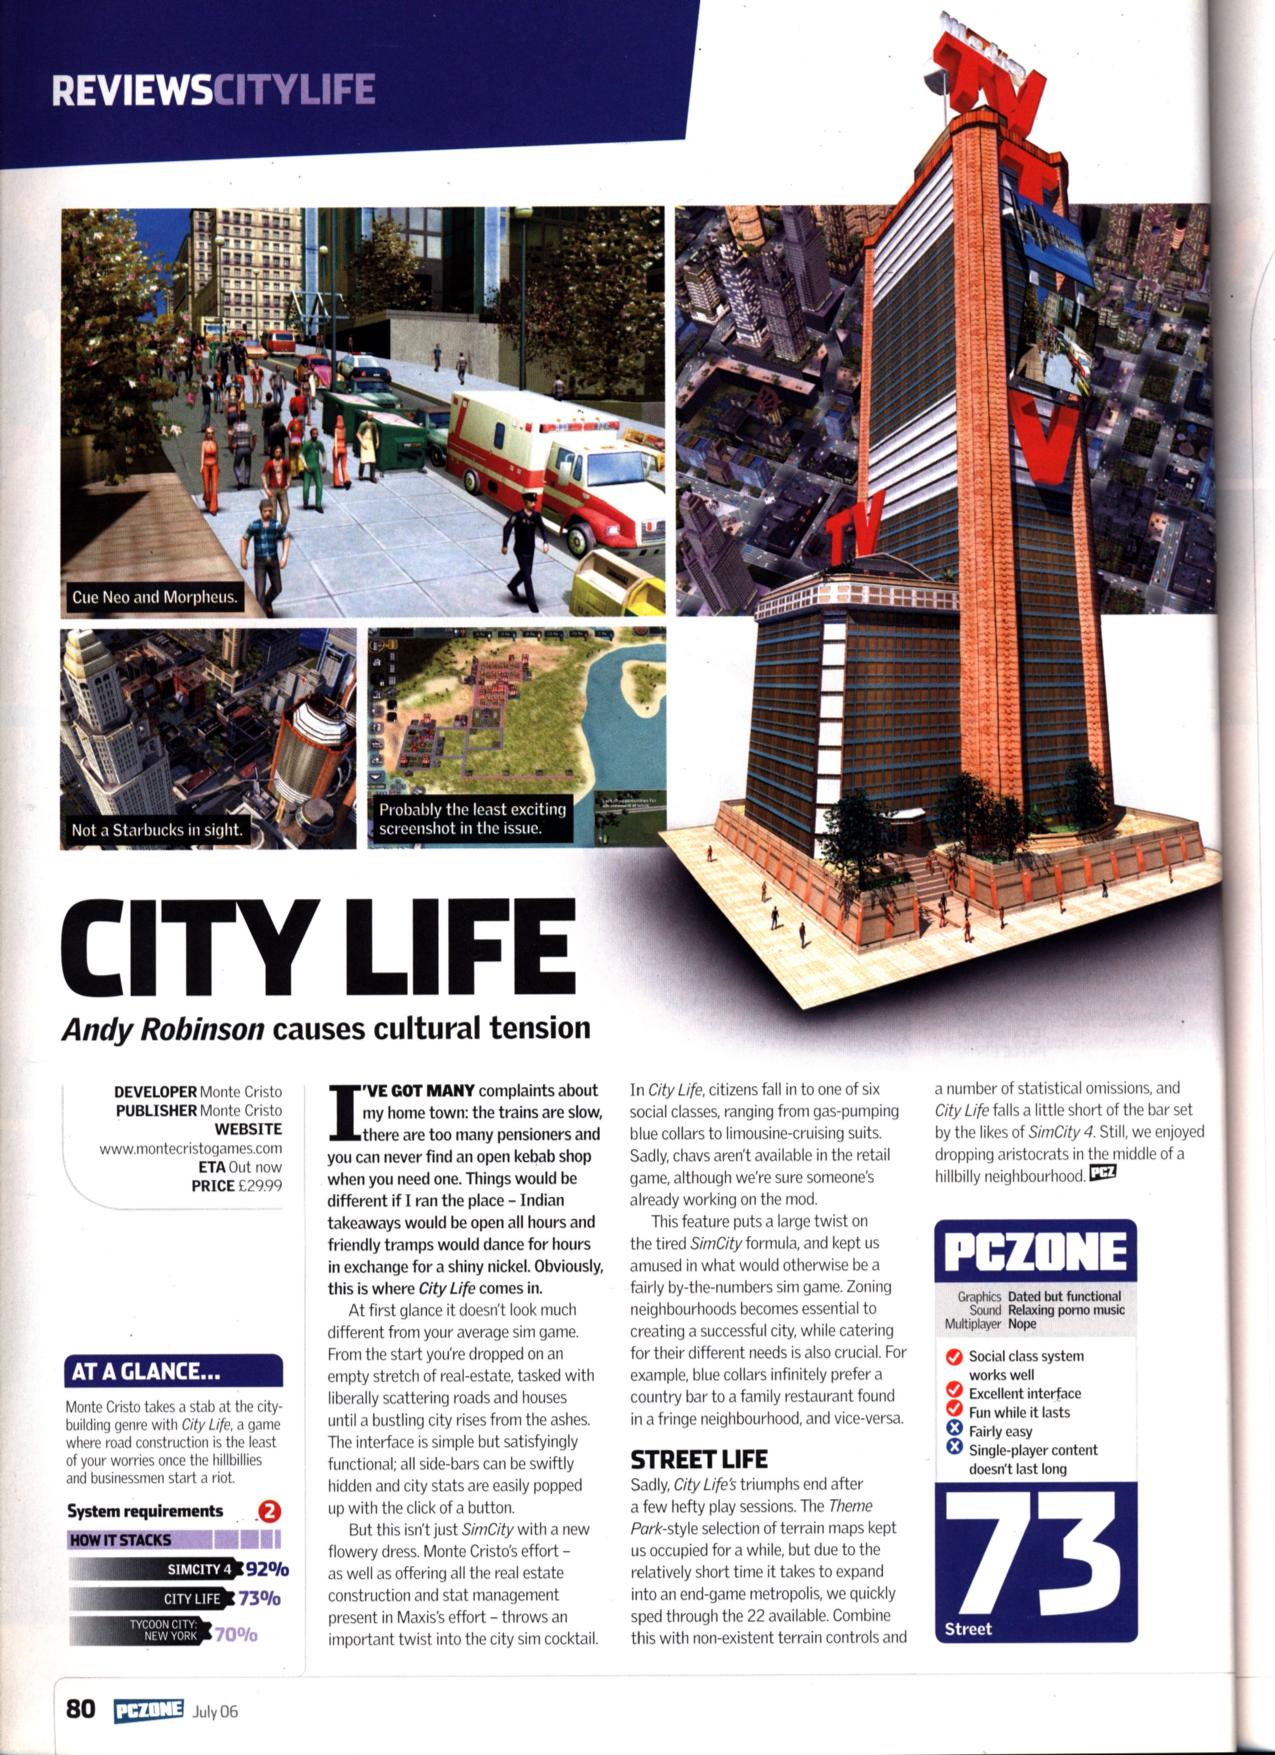 REVIEWSCITYLIFE
TV
T
V
TV
Cue Neo and Morpheus.
Not a Starbucks in sight.
Probably the least exciting
screenshot in the issue.
CITY LIFE
Andy Robinson causes cultural tension
DEVELOPER Monte Cristo
PUBLISHER Monte Cristo
WEBSITE
www.montecristogames.com
ETA Out now
PRICE £29.99
AT A GLANCE...
Monte Cristo takes a stab at the city-
building genre with City Life, a game
where road construction is the least
of your worries once the hillbillies
and businessmen start a riot.
System requirements 2
HOW IT STACKS
SIMCITY 4 92%
CITY LIFE 73%
TYCOON CITY:
NEW YORK 70%
I'VE GOT MANY complaints about
my home town: the trains are slow,
there are too many pensioners and
you can never find an open kebab shop
when you need one. Things would be
different if I ran the place – Indian
takeaways would be open all hours and
friendly tramps would dance for hours
in exchange for a shiny nickel. Obviously,
this is where City Life comes in.
At first glance it doesn't look much
different from your average sim game.
From the start you're dropped on an
empty stretch of real-estate, tasked with
liberally scattering roads and houses
until a bustling city rises from the ashes.
The interface is simple but satisfyingly
functional; all side-bars can be swiftly
hidden and city stats are easily popped
up with the click of a button.
But this isn't just SimCity with a new
flowery dress. Monte Cristo's effort –
as well as offering all the real estate
construction and stat management
present in Maxis's effort – throws an
important twist into the city sim cocktail.
In City Life, citizens fall in to one of six
social classes, ranging from gas-pumping
blue collars to limousine-cruising suits.
Sadly, chavs aren't available in the retail
game, although we're sure someone's
already working on the mod.
This feature puts a large twist on
the tired SimCity formula, and kept us
amused in what would otherwise be a
fairly by-the-numbers sim game. Zoning
neighbourhoods becomes essential to
creating a successful city, while catering
for their different needs is also crucial. For
example, blue collars infinitely prefer a
country bar to a family restaurant found
in a fringe neighbourhood, and vice-versa.
STREET LIFE
Sadly, City Life's triumphs end after
a few hefty play sessions. The Theme
Park-style selection of terrain maps kept
us occupied for a while, but due to the
relatively short time it takes to expand
into an end-game metropolis, we quickly
sped through the 22 available. Combine
this with non-existent terrain controls and
a number of statistical omissions, and
City Life falls a little short of the bar set
by the likes of SimCity 4. Still, we enjoyed
dropping aristocrats in the middle of a
hillbilly neighbourhood. PCZ
PCZONE
Graphics Dated but functional
Sound Relaxing porno music
Multiplayer Nope
Social class system
works well
Excellent interface
Fun while it lasts
Fairly easy
Single-player content
doesn't last long
73
Street
80 PCZONE July 06